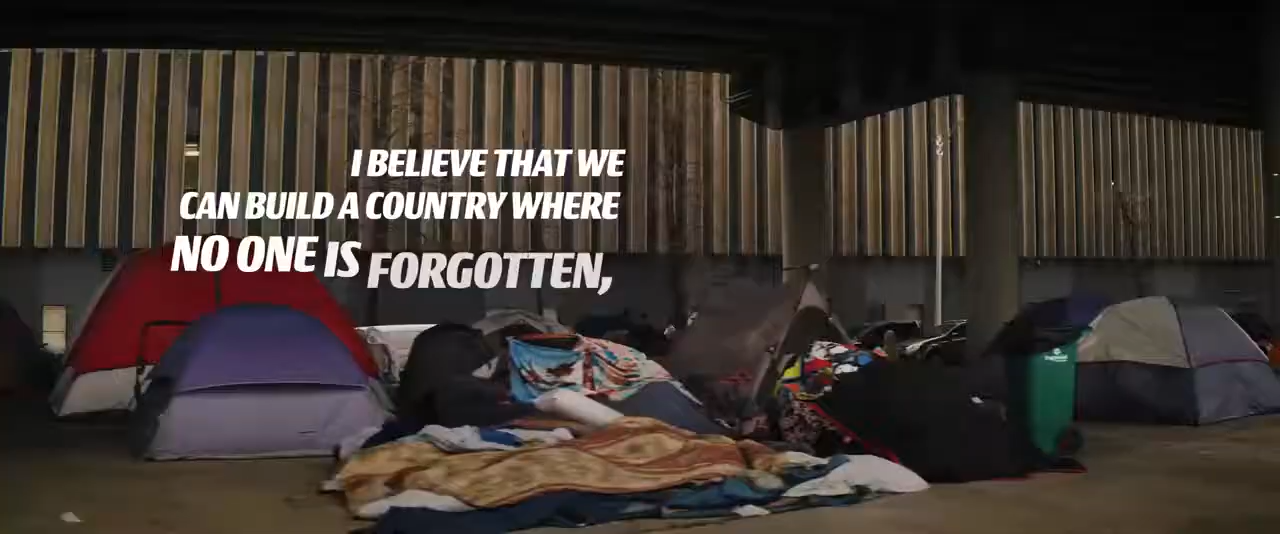 I BELIEVE THAT WE
CAN BUILD A COUNTRY WHERE
NO ONE IS FORGOTTEN,